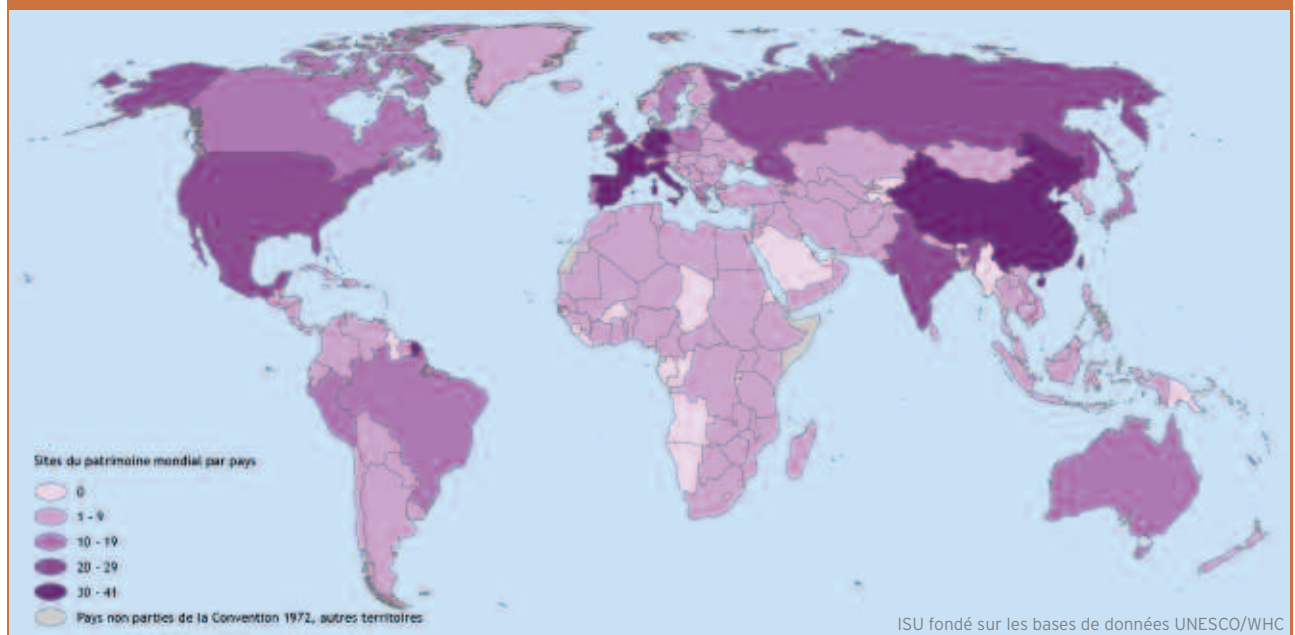 Sites du patrimoine mondial par pays
0
1 - 9
10 - 19
20 - 29
30 - 41
Pays non parties de la Convention 1972, autres territoires
ISU fondé sur les bases de données UNESCO/WHC